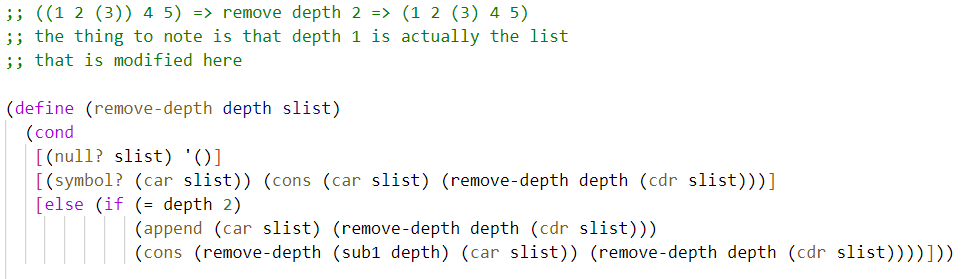 ;; ((1 2 (3)) 4 5) => remove depth 2 => (1 2 (3) 4 5)
;; the thing to note is that depth 1 is actually the list
;; that is modified here
(define (remove-depth depth slist)
(cond
[(null? slist) '()]
[(symbol? (car slist)) (cons (car slist) (remove-depth depth (cdr slist)))]
[else (if (= depth 2)
(append (car slist) (remove-depth depth (cdr slist)))
(cons (remove-depth (sub1 depth) (car slist)) (remove-depth depth (cdr slist))))]))